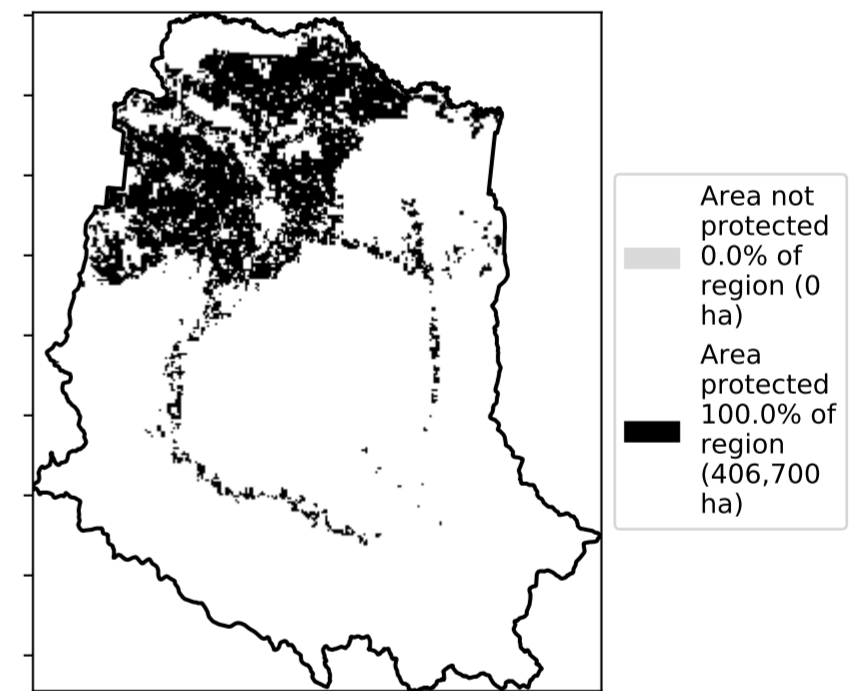 Area not
protected
0.0% of
region (0
ha)
Area
protected
100.0% of
region
(406,700
ha)